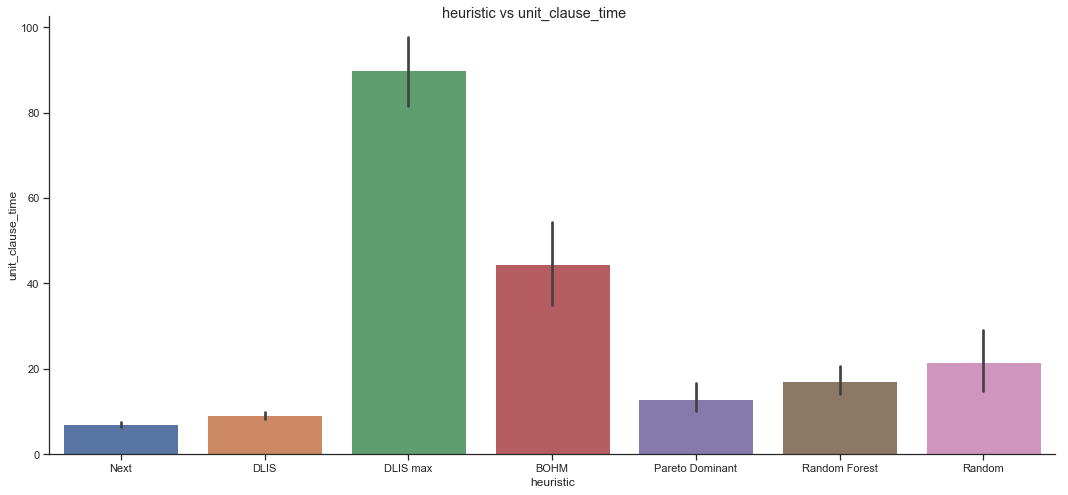 heuristic vs unit_clause_time
100
80
60
40
20
0
unit_clause_time
Next DLIS DLIS max BOHM Pareto Dominant Random Forest Random
heuristic